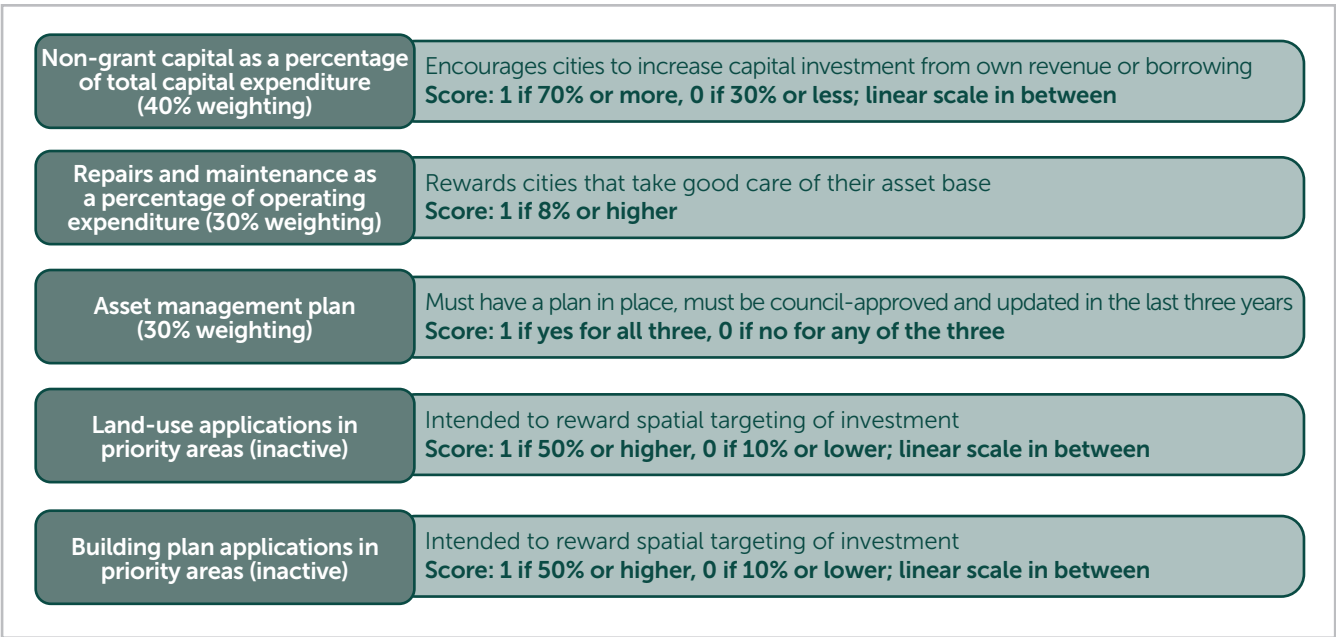 Non-grant capital as a percentage
of total capital expenditure
(40% weighting)
Encourages cities to increase capital investment from own revenue or borrowing
Score: 1 if 70% or more, 0 if 30% or less; linear scale in between
Repairs and maintenance as
a percentage of operating
expenditure (30% weighting)
Rewards cities that take good care of their asset base
Score: 1 if 8% or higher
Asset management plan
(30% weighting)
Must have a plan in place, must be council-approved and updated in the last three years
Score: 1 if yes for all three, 0 if no for any of the three
Land-use applications in
priority areas (inactive)
Intended to reward spatial targeting of investment
Score: 1 if 50% or higher, 0 if 10% or lower; linear scale in between
Building plan applications in
priority areas (inactive)
Intended to reward spatial targeting of investment
Score: 1 if 50% or higher, 0 if 10% or lower; linear scale in between